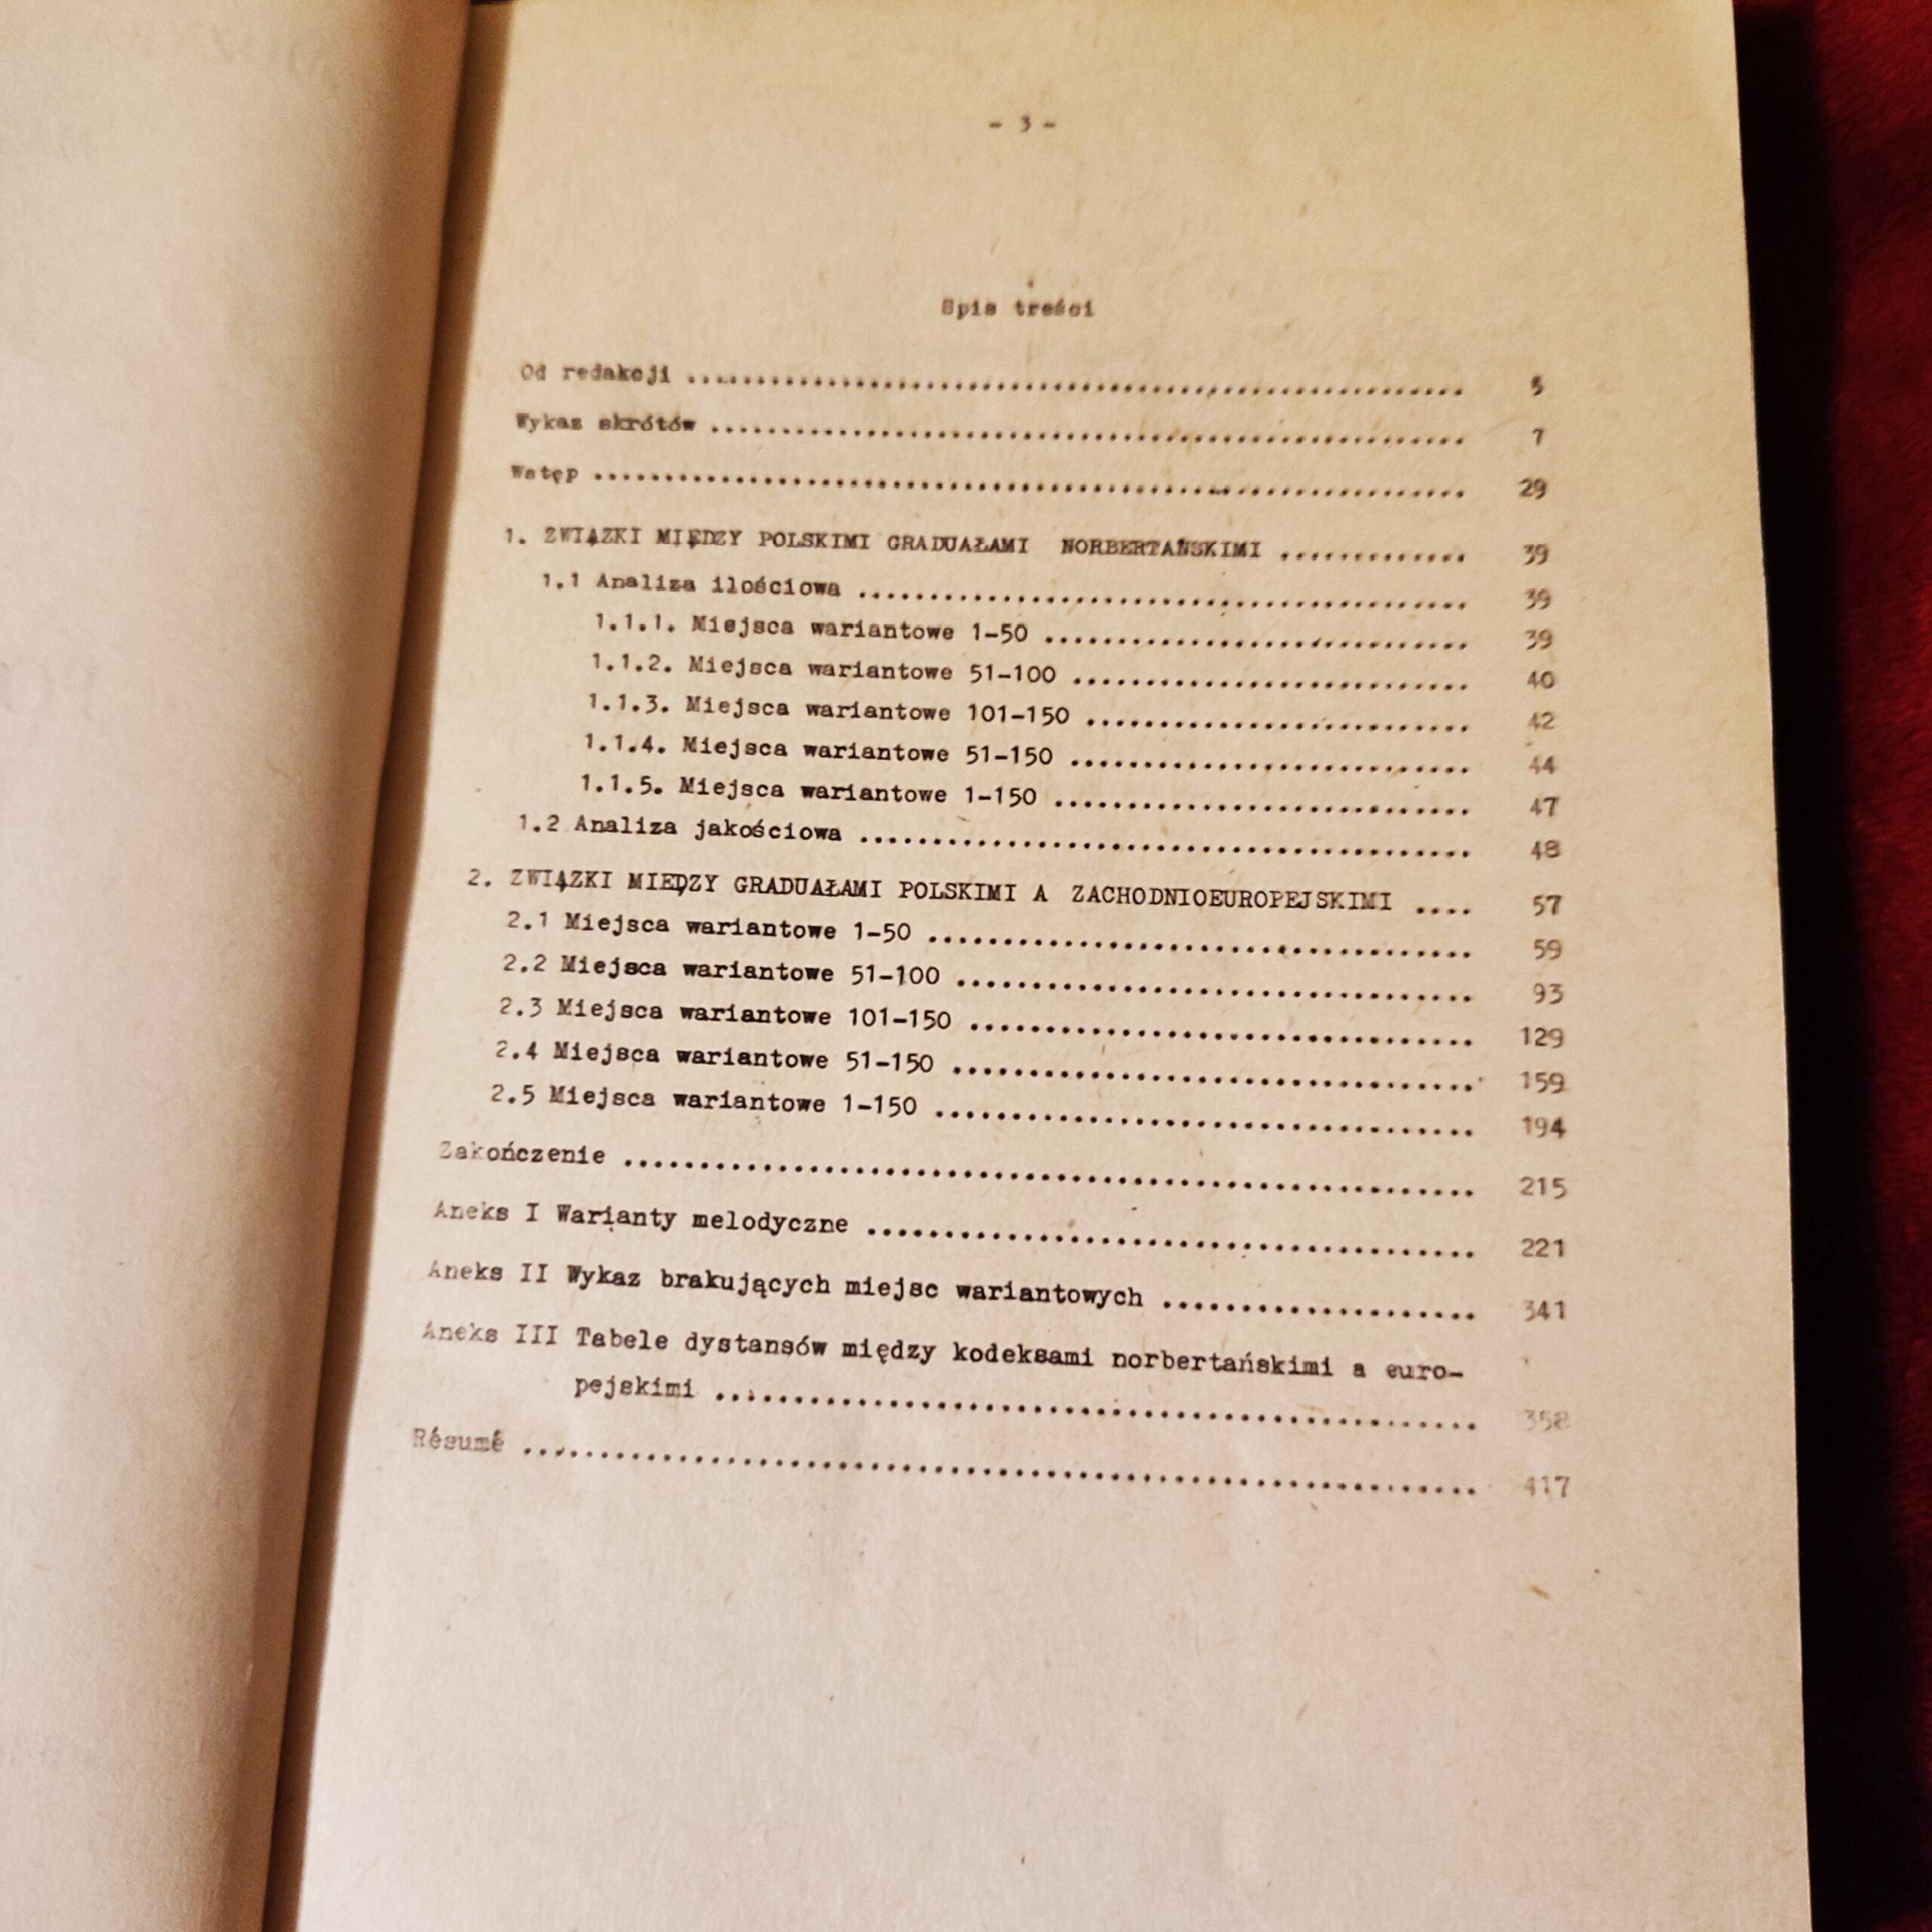 - 3 -
Spis treści
Od redakcji ............................................................ 5
Wykaz skrótów ............................................................ 7
Wstęp ............................................................ 29
1. ZWIĄZKI MIĘDZY POLSKIMI GRADUAŁAMI NORBERTAŃSKIMI ............. 39
1.1 Analiza ilościowa ............................................ 39
1.1.1. Miejsca wariantowe 1-50 .............................. 39
1.1.2. Miejsca wariantowe 51-100 ............................ 40
1.1.3. Miejsca wariantowe 101-150 ........................... 42
1.1.4. Miejsca wariantowe 51-150 ............................ 44
1.1.5. Miejsca wariantowe 1-150 ............................. 47
1.2 Analiza jakościowa ........................................... 48
2. ZWIĄZKI MIĘDZY GRADUAŁAMI POLSKIMI A ZACHODNIOEUROPEJSKIMI .... 57
2.1 Miejsca wariantowe 1-50 ..................................... 59
2.2 Miejsca wariantowe 51-100 ................................... 93
2.3 Miejsca wariantowe 101-150 .................................. 129
2.4 Miejsca wariantowe 51-150 ................................... 159
2.5 Miejsca wariantowe 1-150 .................................... 194
Zakończenie ............................................................ 215
Aneks I Warianty melodyczne .......................................... 221
Aneks II Wykaz brakujących miejsc wariantowych ..................... 341
Aneks III Tabele dystansów między kodeksami norbertańskimi a euro-
pejskimi .................................................... 358
Résumé ................................................................ 417